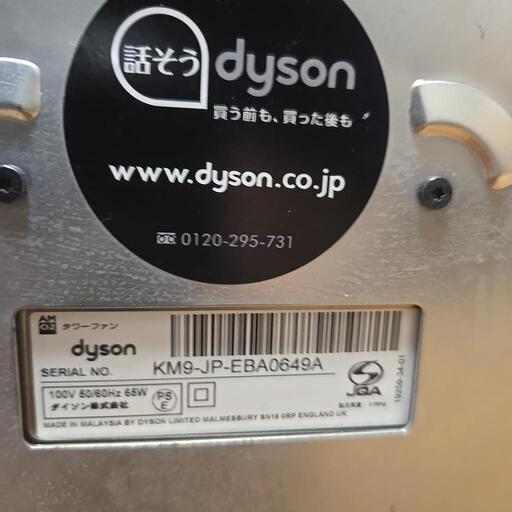 話そう
dyson
買う前も、買った後も
www.dyson.co.jp
0120-295-731
AM
02
タワーファン
dyson
SERIAL NO.
KM9-JP-EBA0649A
100V 50/60Hz 65W
ダイソン株式会社
PS
E
JQA
MADE IN MALAYSIA BY DYSON LIMITED MALMESBURY SN16 0RP ENGLAND UK
19259-34-01